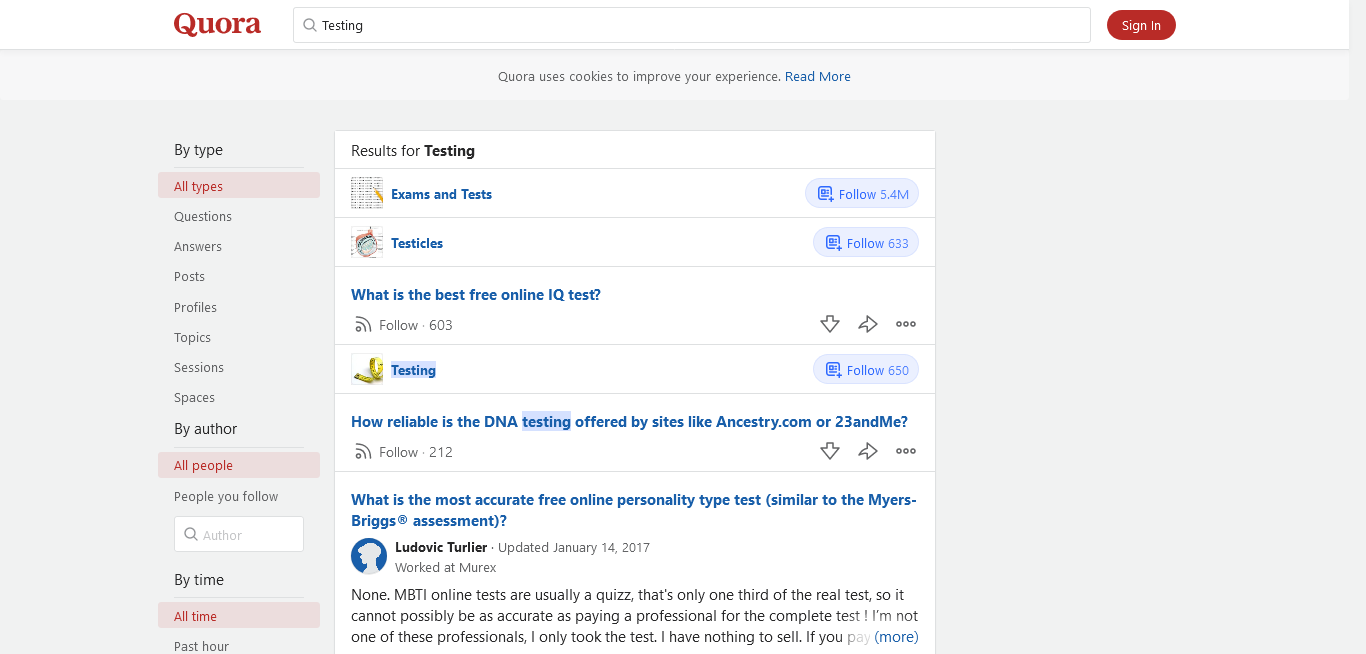 Quora
Testing
Sign In
Quora uses cookies to improve your experience. Read More
By type
All types
Questions
Answers
Posts
Profiles
Topics
Sessions
Spaces
By author
All people
People you follow
Author
By time
All time
Past hour
Results for Testing
Exams and Tests
Follow 5.4M
Testicles
Follow 633
What is the best free online IQ test?
Follow · 603
Testing
Follow 650
How reliable is the DNA testing offered by sites like Ancestry.com or 23andMe?
Follow · 212
What is the most accurate free online personality type test (similar to the Myers-
Briggs® assessment)?
Ludovic Turlier · Updated January 14, 2017
Worked at Murex
None. MBTI online tests are usually a quizz, that's only one third of the real test, so it
cannot possibly be as accurate as paying a professional for the complete test ! I'm not
one of these professionals, I only took the test. I have nothing to sell. If you pay (more)